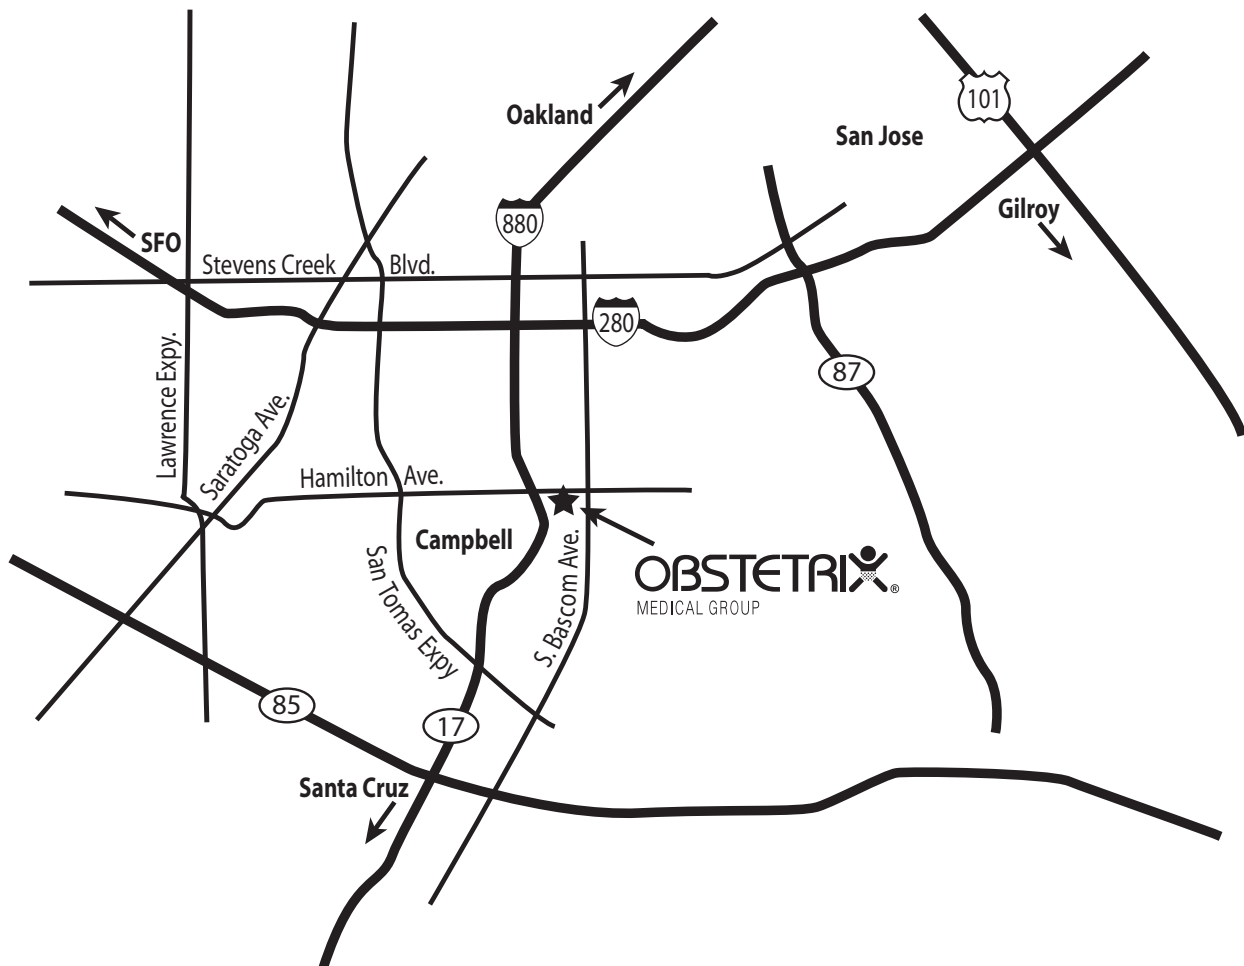 Oakland
101
San Jose
880
Gilroy
SFO
Stevens Creek
Blvd.
280
Lawrence Expy.
87
Saratoga Ave.
Hamilton
Ave.
Campbell
San Tomas Expy
S. Bascom Ave.
OBSTETRIX®
MEDICAL GROUP
85
17
Santa Cruz